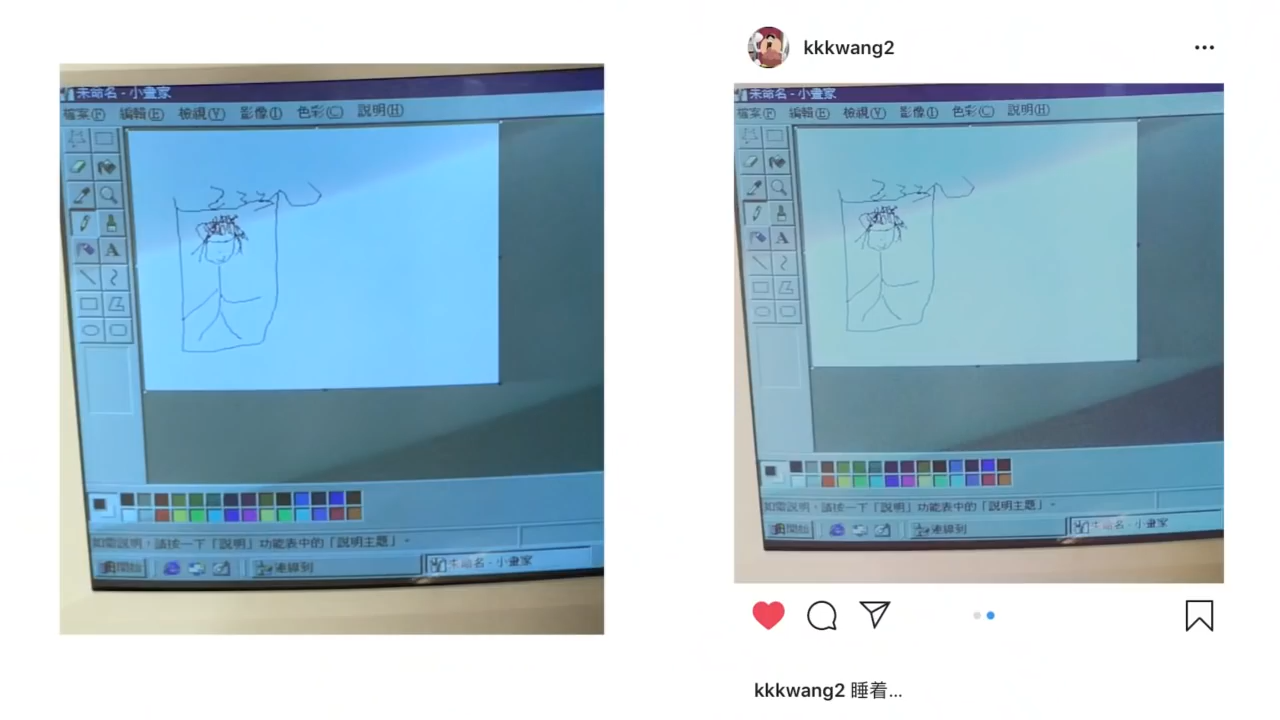 未命名 - 小畫家
檔案(F) 編輯(E) 檢視(V) 影像(I) 色彩(C) 說明(H)
A
如需說明，請按一下「說明」功能表中的「說明主題」。
開始 連線到 未命名 - 小畫家
kkkwang2
未命名 - 小畫家
檔案(F) 編輯(E) 檢視(V) 影像(I) 色彩(C) 說明(H)
A
如需說明，請按一下「說明」功能表中的「說明主題」。
開始 連線到 未命名 - 小畫家
kkkwang2 睡着...